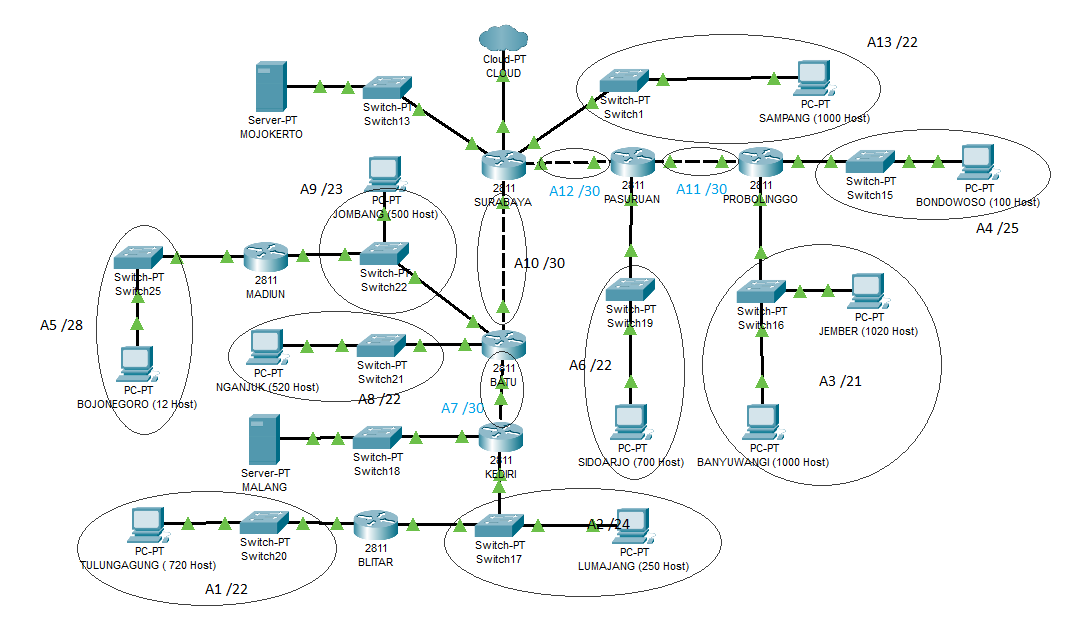 Cloud-PT
CLOUD
A13 /22
Server-PT
MOJOKERTO
Switch-PT
Switch13
Switch-PT
Switch1
PC-PT
SAMPANG (1000 Host)
A9 /23
PC-PT
JOMBANG (500 Host)
2811
SURABAYA
A12 /30
2811
PASURUAN
A11 /30
2811
PROBOLINGGO
Switch-PT
Switch15
PC-PT
BONDOWOSO (100 Host)
A4 /25
Switch-PT
Switch25
2811
MADIUN
Switch-PT
Switch22
A10 /30
A5 /28
PC-PT
BOJONEGORO (12 Host)
PC-PT
NGANJUK (520 Host)
Switch-PT
Switch21
A8 /22
2811
BATU
A7 /30
Switch-PT
Switch19
A6 /22
PC-PT
SIDOARJO (700 Host)
Switch-PT
Switch16
PC-PT
JEMBER (1020 Host)
A3 /21
PC-PT
BANYUWANGI (1000 Host)
Server-PT
MALANG
Switch-PT
Switch18
2811
KEDIRI
PC-PT
TULUNGAGUNG ( 720 Host)
Switch-PT
Switch20
A1 /22
2811
BLITAR
Switch-PT
Switch17
A2 /24
PC-PT
LUMAJANG (250 Host)